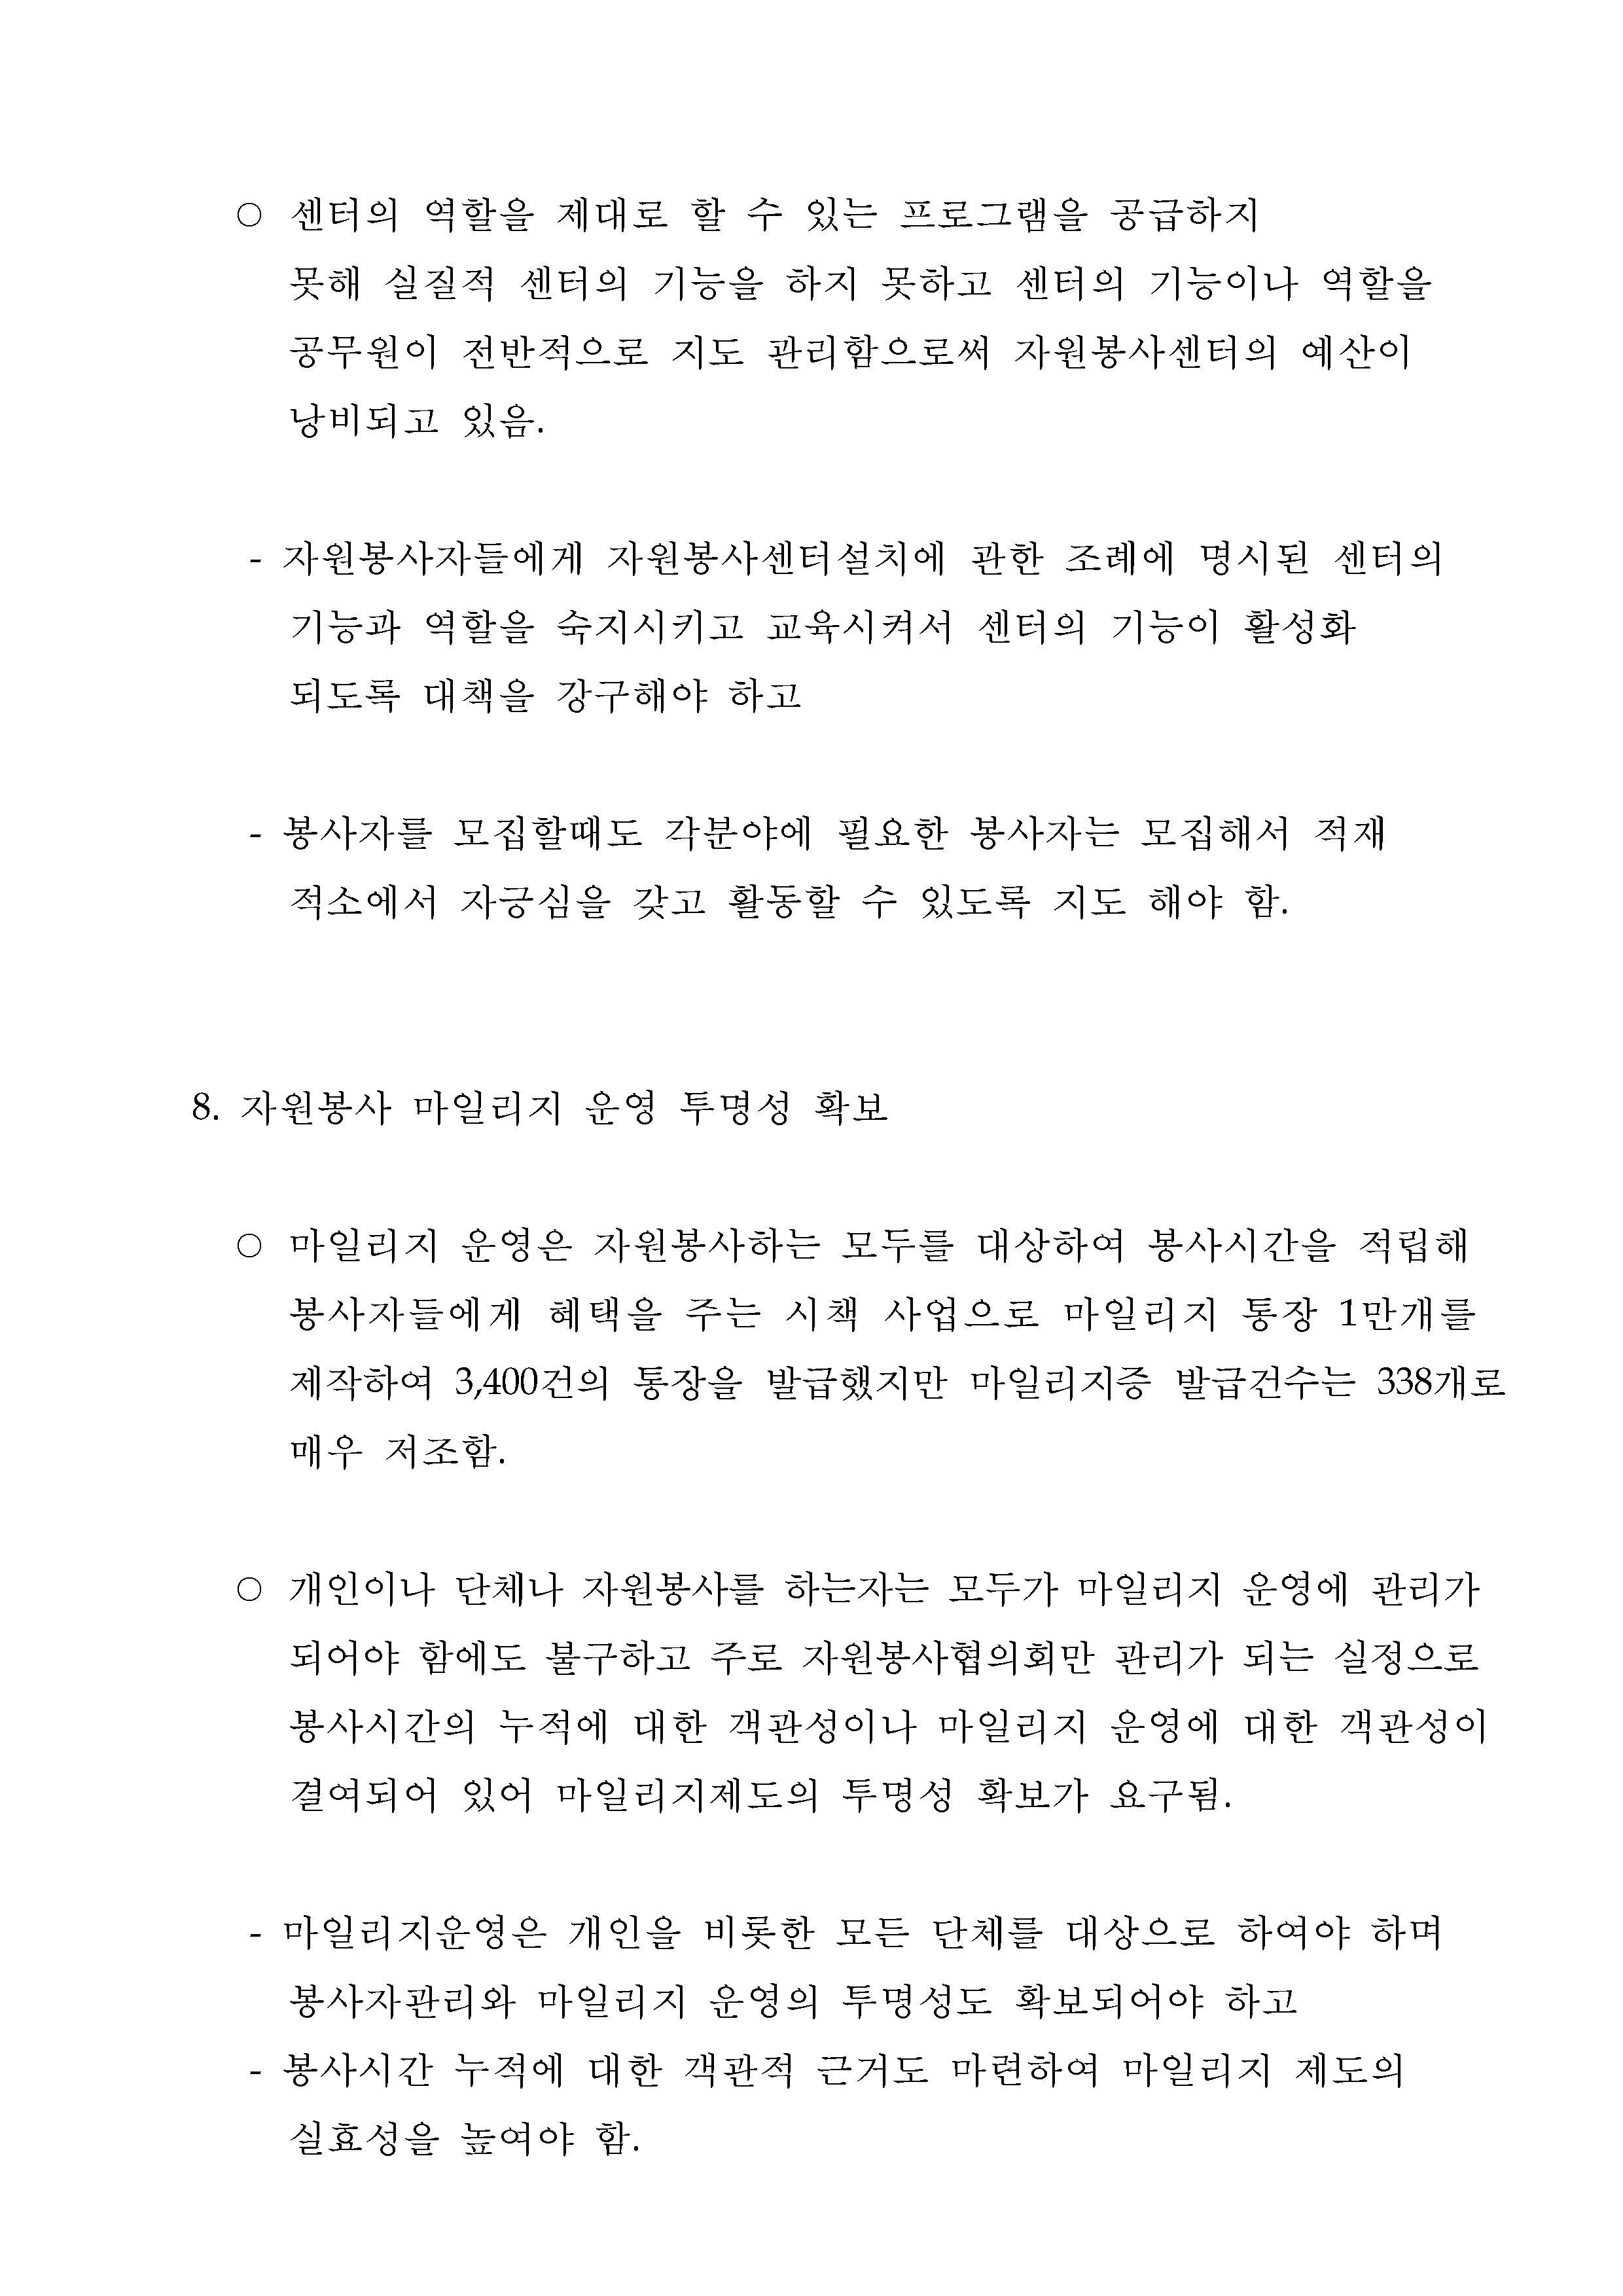 ○ 센터의 역할을 제대로 할 수 있는 프로그램을 공급하지
못해 실질적 센터의 기능을 하지 못하고 센터의 기능이나 역할을
공무원이 전반적으로 지도 관리함으로써 자원봉사센터의 예산이
낭비되고 있음.
- 자원봉사자들에게 자원봉사센터설치에 관한 조례에 명시된 센터의
기능과 역할을 숙지시키고 교육시켜서 센터의 기능이 활성화
되도록 대책을 강구해야 하고
- 봉사자를 모집할때도 각분야에 필요한 봉사자는 모집해서 적재
적소에서 자긍심을 갖고 활동할 수 있도록 지도 해야 함.
8. 자원봉사 마일리지 운영 투명성 확보
○ 마일리지 운영은 자원봉사하는 모두를 대상하여 봉사시간을 적립해
봉사자들에게 혜택을 주는 시책 사업으로 마일리지 통장 1만개를
제작하여 3,400건의 통장을 발급했지만 마일리지증 발급건수는 338개로
매우 저조함.
○ 개인이나 단체나 자원봉사를 하는자는 모두가 마일리지 운영에 관리가
되어야 함에도 불구하고 주로 자원봉사협의회만 관리가 되는 실정으로
봉사시간의 누적에 대한 객관성이나 마일리지 운영에 대한 객관성이
결여되어 있어 마일리지제도의 투명성 확보가 요구됨.
- 마일리지운영은 개인을 비롯한 모든 단체를 대상으로 하여야 하며
봉사자관리와 마일리지 운영의 투명성도 확보되어야 하고
- 봉사시간 누적에 대한 객관적 근거도 마련하여 마일리지 제도의
실효성을 높여야 함.